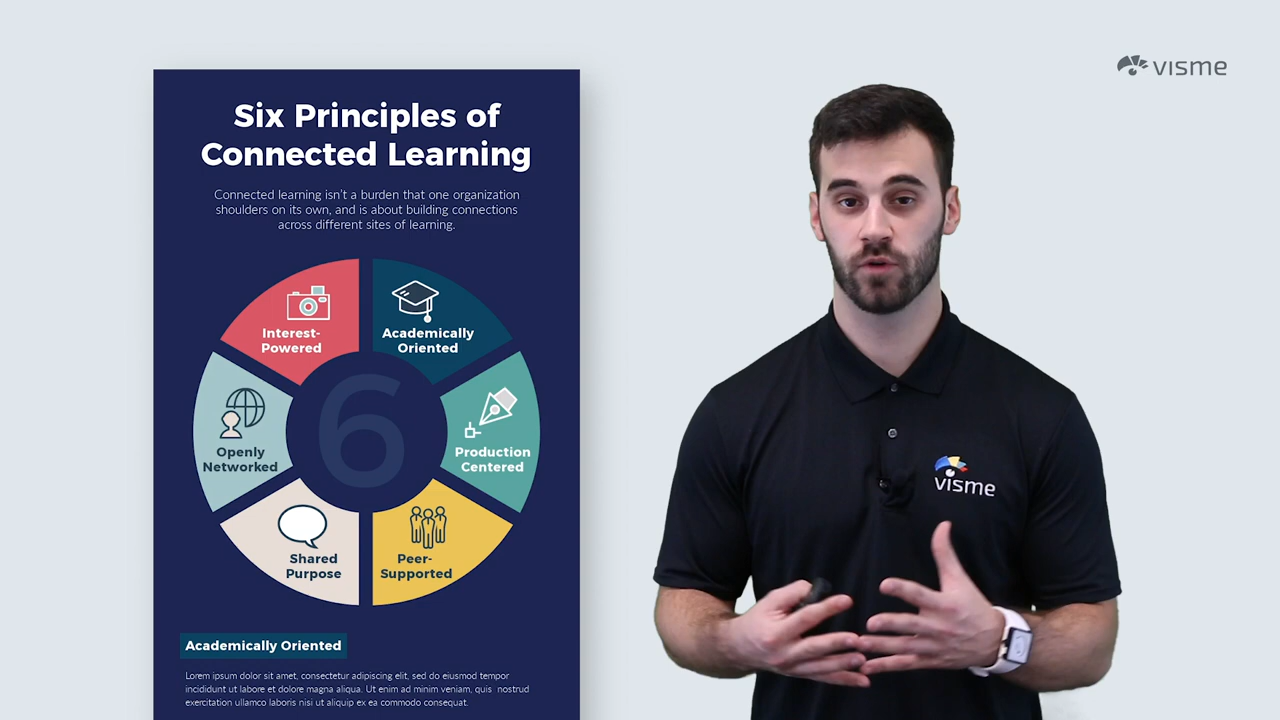 Six Principles of
Connected Learning
Connected learning isn't a burden that one organization
shoulders on its own, and is about building connections
across different sites of learning.
Interest-
Powered
Academically
Oriented
Openly
Networked
6
Production
Centered
Shared
Purpose
Peer-
Supported
Academically Oriented
Lorem ipsum dolor sit amet, consectetur adipiscing elit, sed do eiusmod tempor
incididunt ut labore et dolore magna aliqua. Ut enim ad minim veniam, quis nostrud
exercitation ullamco laboris nisi ut aliquip ex ea commodo consequat.
visme
visme